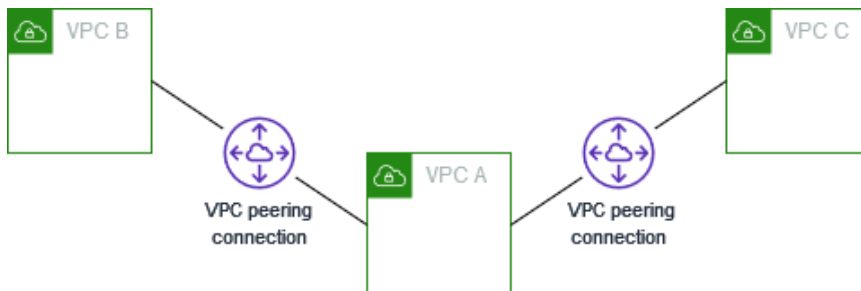 VPC B
VPC C
VPC A
VPC peering
connection
VPC peering
connection